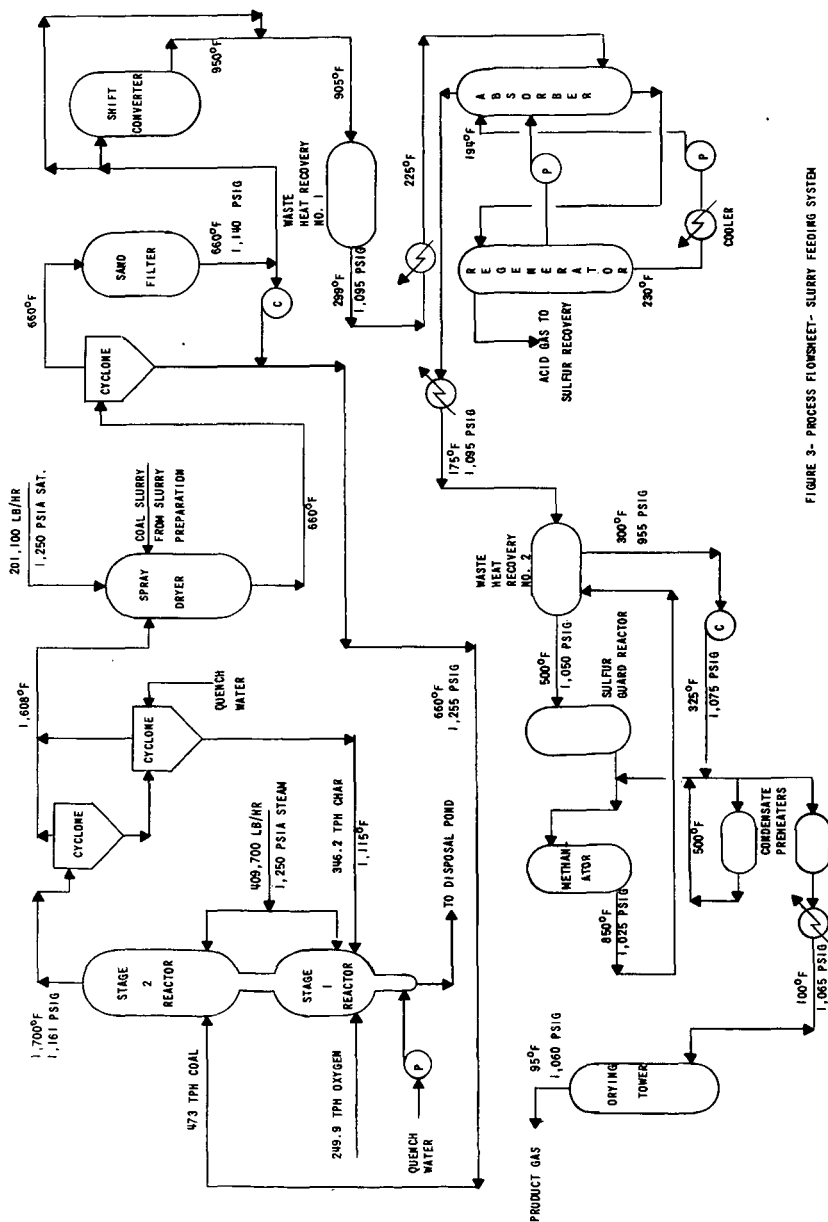 950°F
SHIFT
CONVERTER
905°F
WASTE
HEAT RECOVERY
NO. 1
299°F
1,095 PSIG
225°F
660°F
SAND
FILTER
660°F
1,140 PSIG
C
CYCLONE
201,100 LB/HR
1,250 PSIA SAT.
COAL SLURRY
FROM SLURRY
PREPARATION
SPRAY
DRYER
660°F
1,608°F
CYCLONE
CYCLONE
QUENCH
WATER
1,700°F
1,161 PSIG
STAGE
2
REACTOR
STAGE
1
REACTOR
409,700 LB/HR
1,250 PSIA STEAM
346.2 TPH CHAR
1,115°F
TO DISPOSAL POND
473 TPH COAL
249.9 TPH OXYGEN
QUENCH
WATER
P
660°F
1,255 PSIG
ABSORBER
194°F
P
P
REGENERATOR
230°F
COOLER
ACID GAS TO
SULFUR RECOVERY
175°F
1,095 PSIG
WASTE
HEAT
RECOVERY
NO. 2
300°F
955 PSIG
C
325°F
1,075 PSIG
500°F
1,050 PSIG
SULFUR
GUARD REACTOR
METHAN-
ATOR
850°F
1,025 PSIG
500°F
CONDENSATE
PREHEATERS
100°F
1,065 PSIG
DRYING
TOWER
95°F
1,060 PSIG
PRODUCT GAS
FIGURE 3- PROCESS FLOWSHEET- SLURRY FEEDING SYSTEM